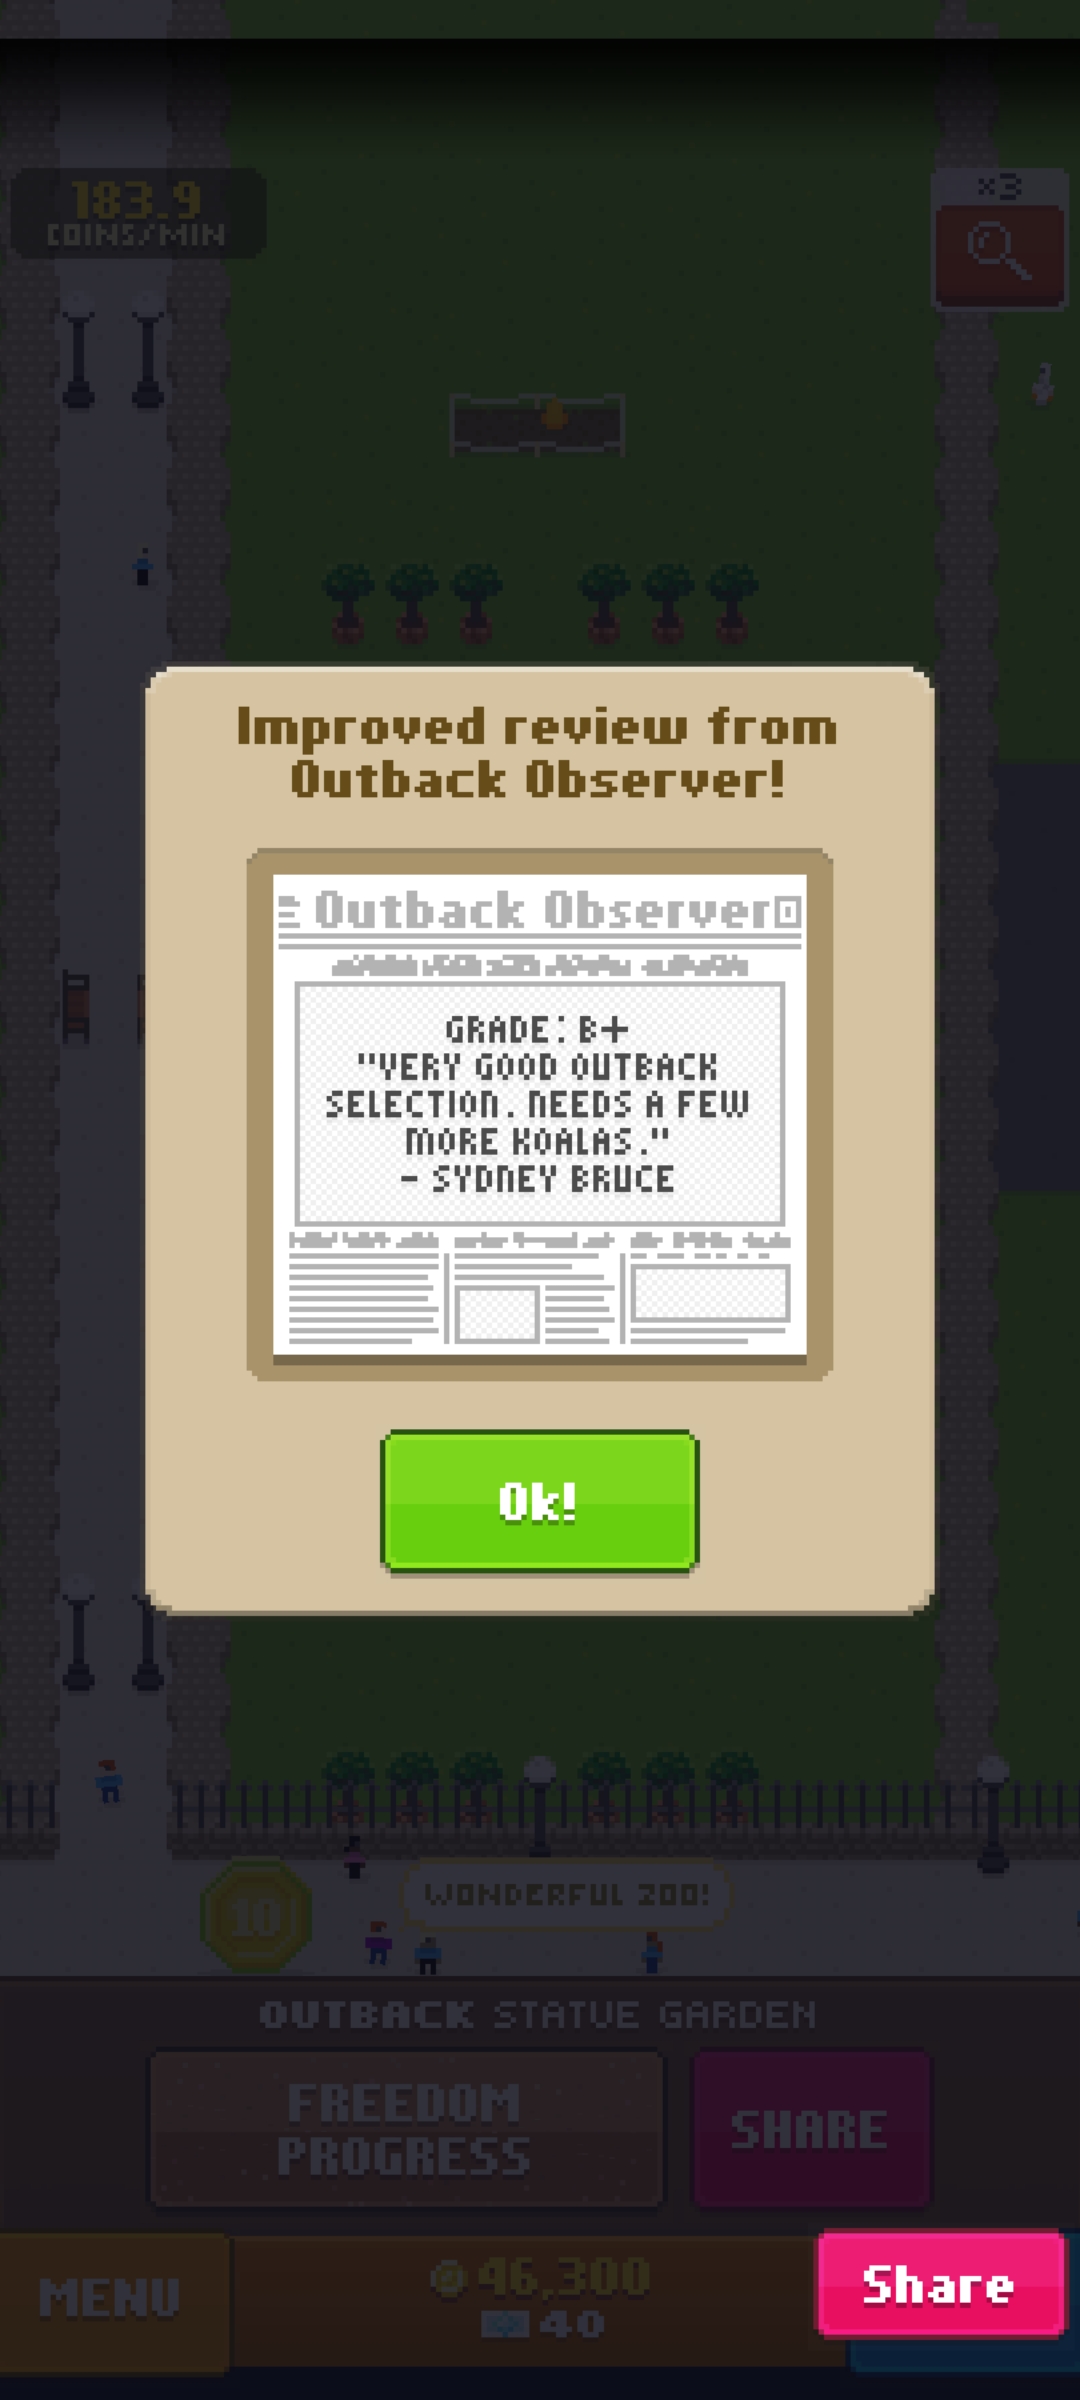 183.9
COINS/MIN
x3
Improved review from
Outback Observer!
Outback Observer
GRADE: B+
"VERY GOOD OUTBACK
SELECTION. NEEDS A FEW
MORE KOALAS."
- SYDNEY BRUCE
Ok!
10
WONDERFUL ZOO!
OUTBACK STATUE GARDEN
FREEDOM
PROGRESS
SHARE
MENU
46,300
40
Share